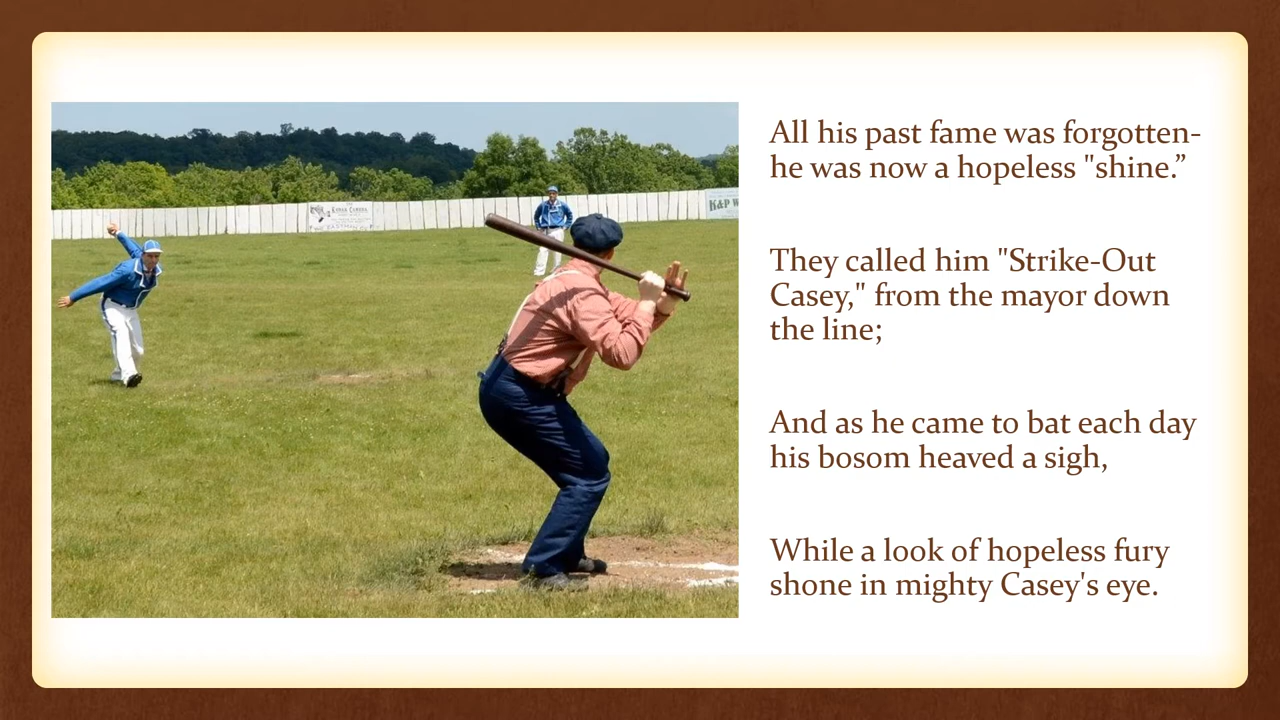 All his past fame was forgotten-
he was now a hopeless "shine.”
They called him "Strike-Out
Casey," from the mayor down
the line;
And as he came to bat each day
his bosom heaved a sigh,
While a look of hopeless fury
shone in mighty Casey's eye.
K&P